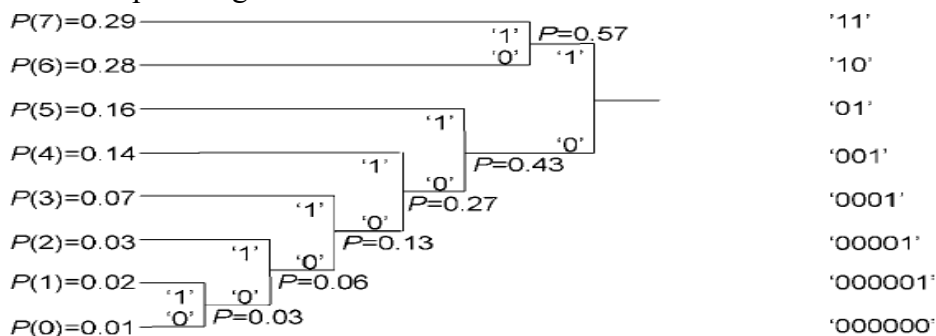 P(7)=0.29 '11'
'1' P=0.57
'0' '1'
P(6)=0.28 '10'
P(5)=0.16 '01'
'1'
P(4)=0.14 '0' '001'
'1' P=0.43
'0'
P(3)=0.07 P=0.27 '0001'
'1'
'0'
P(2)=0.03 P=0.13 '00001'
'1'
'0'
P(1)=0.02 P=0.06 '000001'
'1' '0'
'0' P=0.03
P(0)=0.01 '000000'